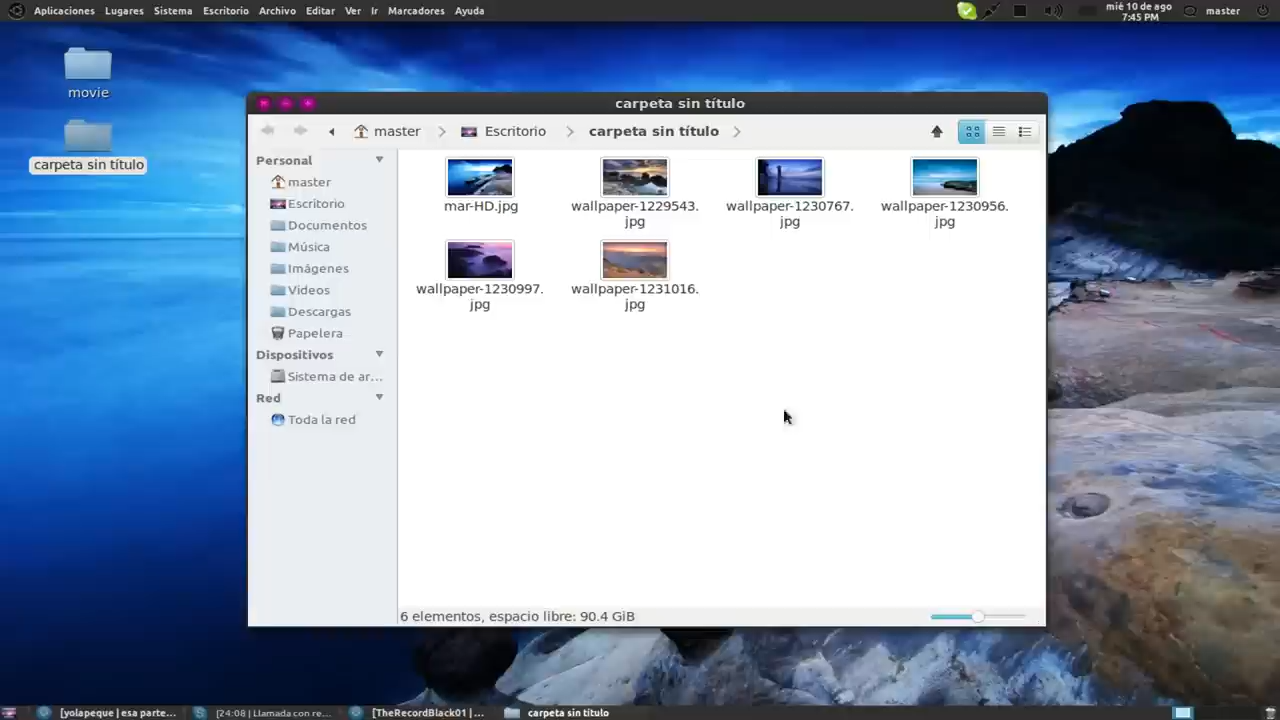 Aplicaciones Lugares Sistema Escritorio Archivo Editar Ver Ir Marcadores Ayuda
mié 10 de ago
7:45 PM
master
movie
carpeta sin título
carpeta sin título
master Escritorio carpeta sin título
Personal
master
Escritorio
Documentos
Música
Imágenes
Videos
Descargas
Papelera
Dispositivos
Sistema de ar...
Red
Toda la red
mar-HD.jpg
wallpaper-1229543.
jpg
wallpaper-1230767.
jpg
wallpaper-1230956.
jpg
wallpaper-1230997.
jpg
wallpaper-1231016.
jpg
6 elementos, espacio libre: 90.4 GiB
[yolapeque | esa parte...
[24:08 | Llamada con re...
[TheRecordBlack01 | ...
carpeta sin título